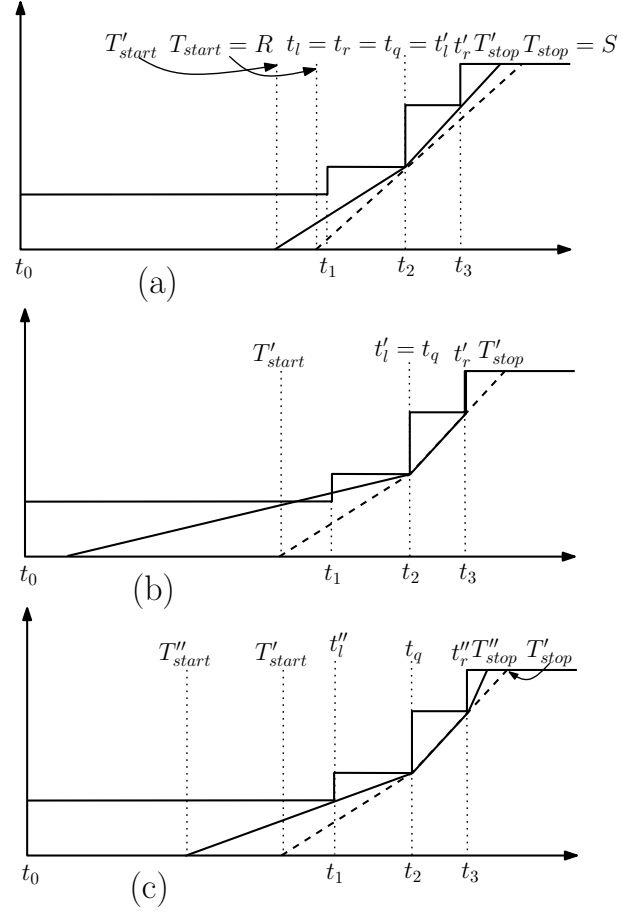 T′start T_start = R t_l = t_r = t_q = t′_l t′_r T′_stop T_stop = S
t_0 t_1 t_2 t_3
(a)
T′_start t′_l = t_q t′_r T′_stop
t_0 t_1 t_2 t_3
(b)
T″_start T′_start t″_l t_q t″_r T″_stop T′_stop
t_0 t_1 t_2 t_3
(c)